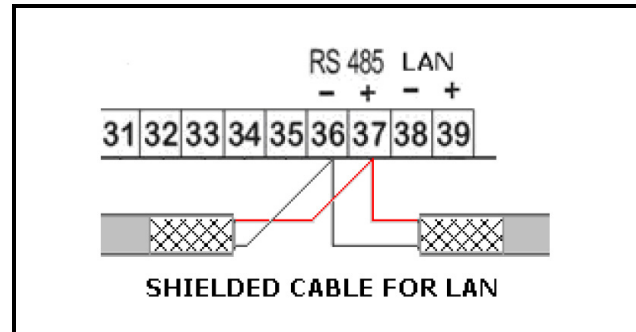 RS 485 LAN
− + − +
31 32 33 34 35 36 37 38 39
SHIELDED CABLE FOR LAN